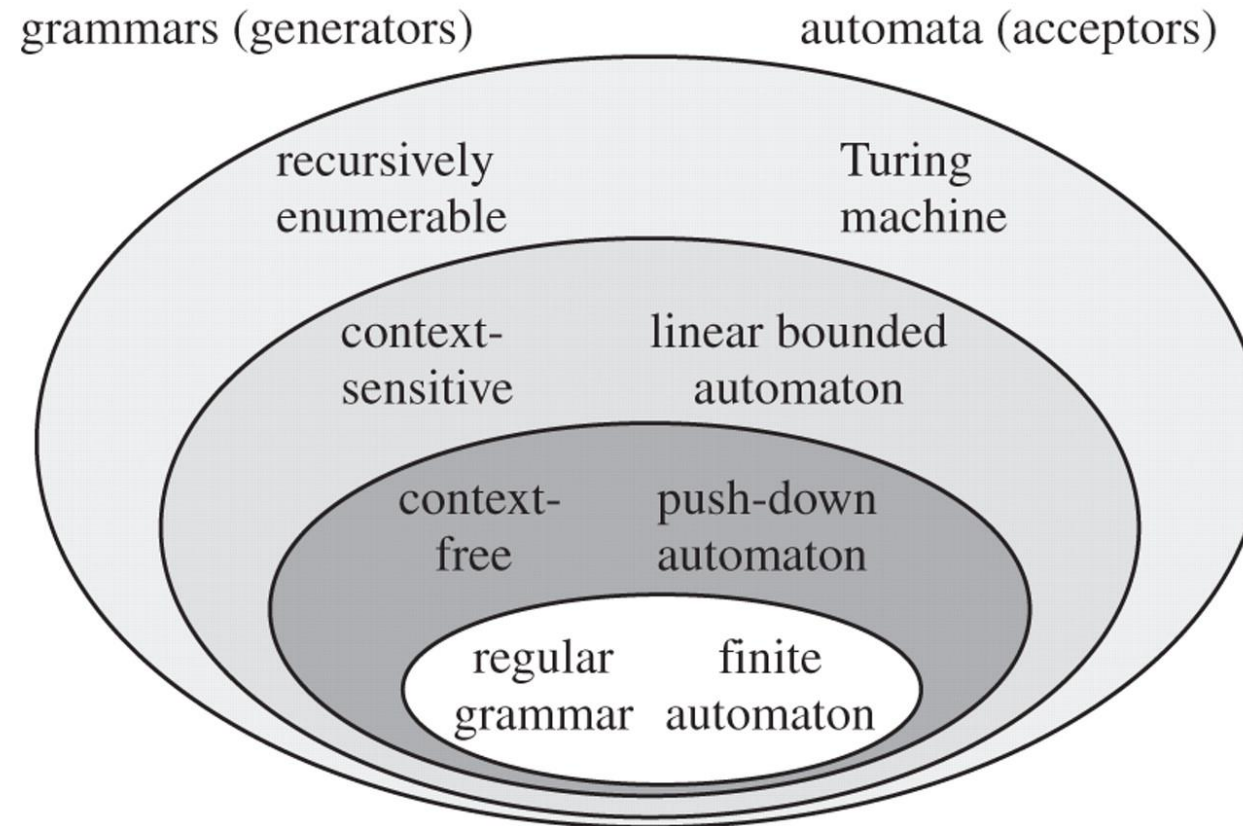 grammars (generators)
automata (acceptors)
recursively
enumerable
Turing
machine
context-
sensitive
linear bounded
automaton
context-
free
push-down
automaton
regular
grammar
finite
automaton